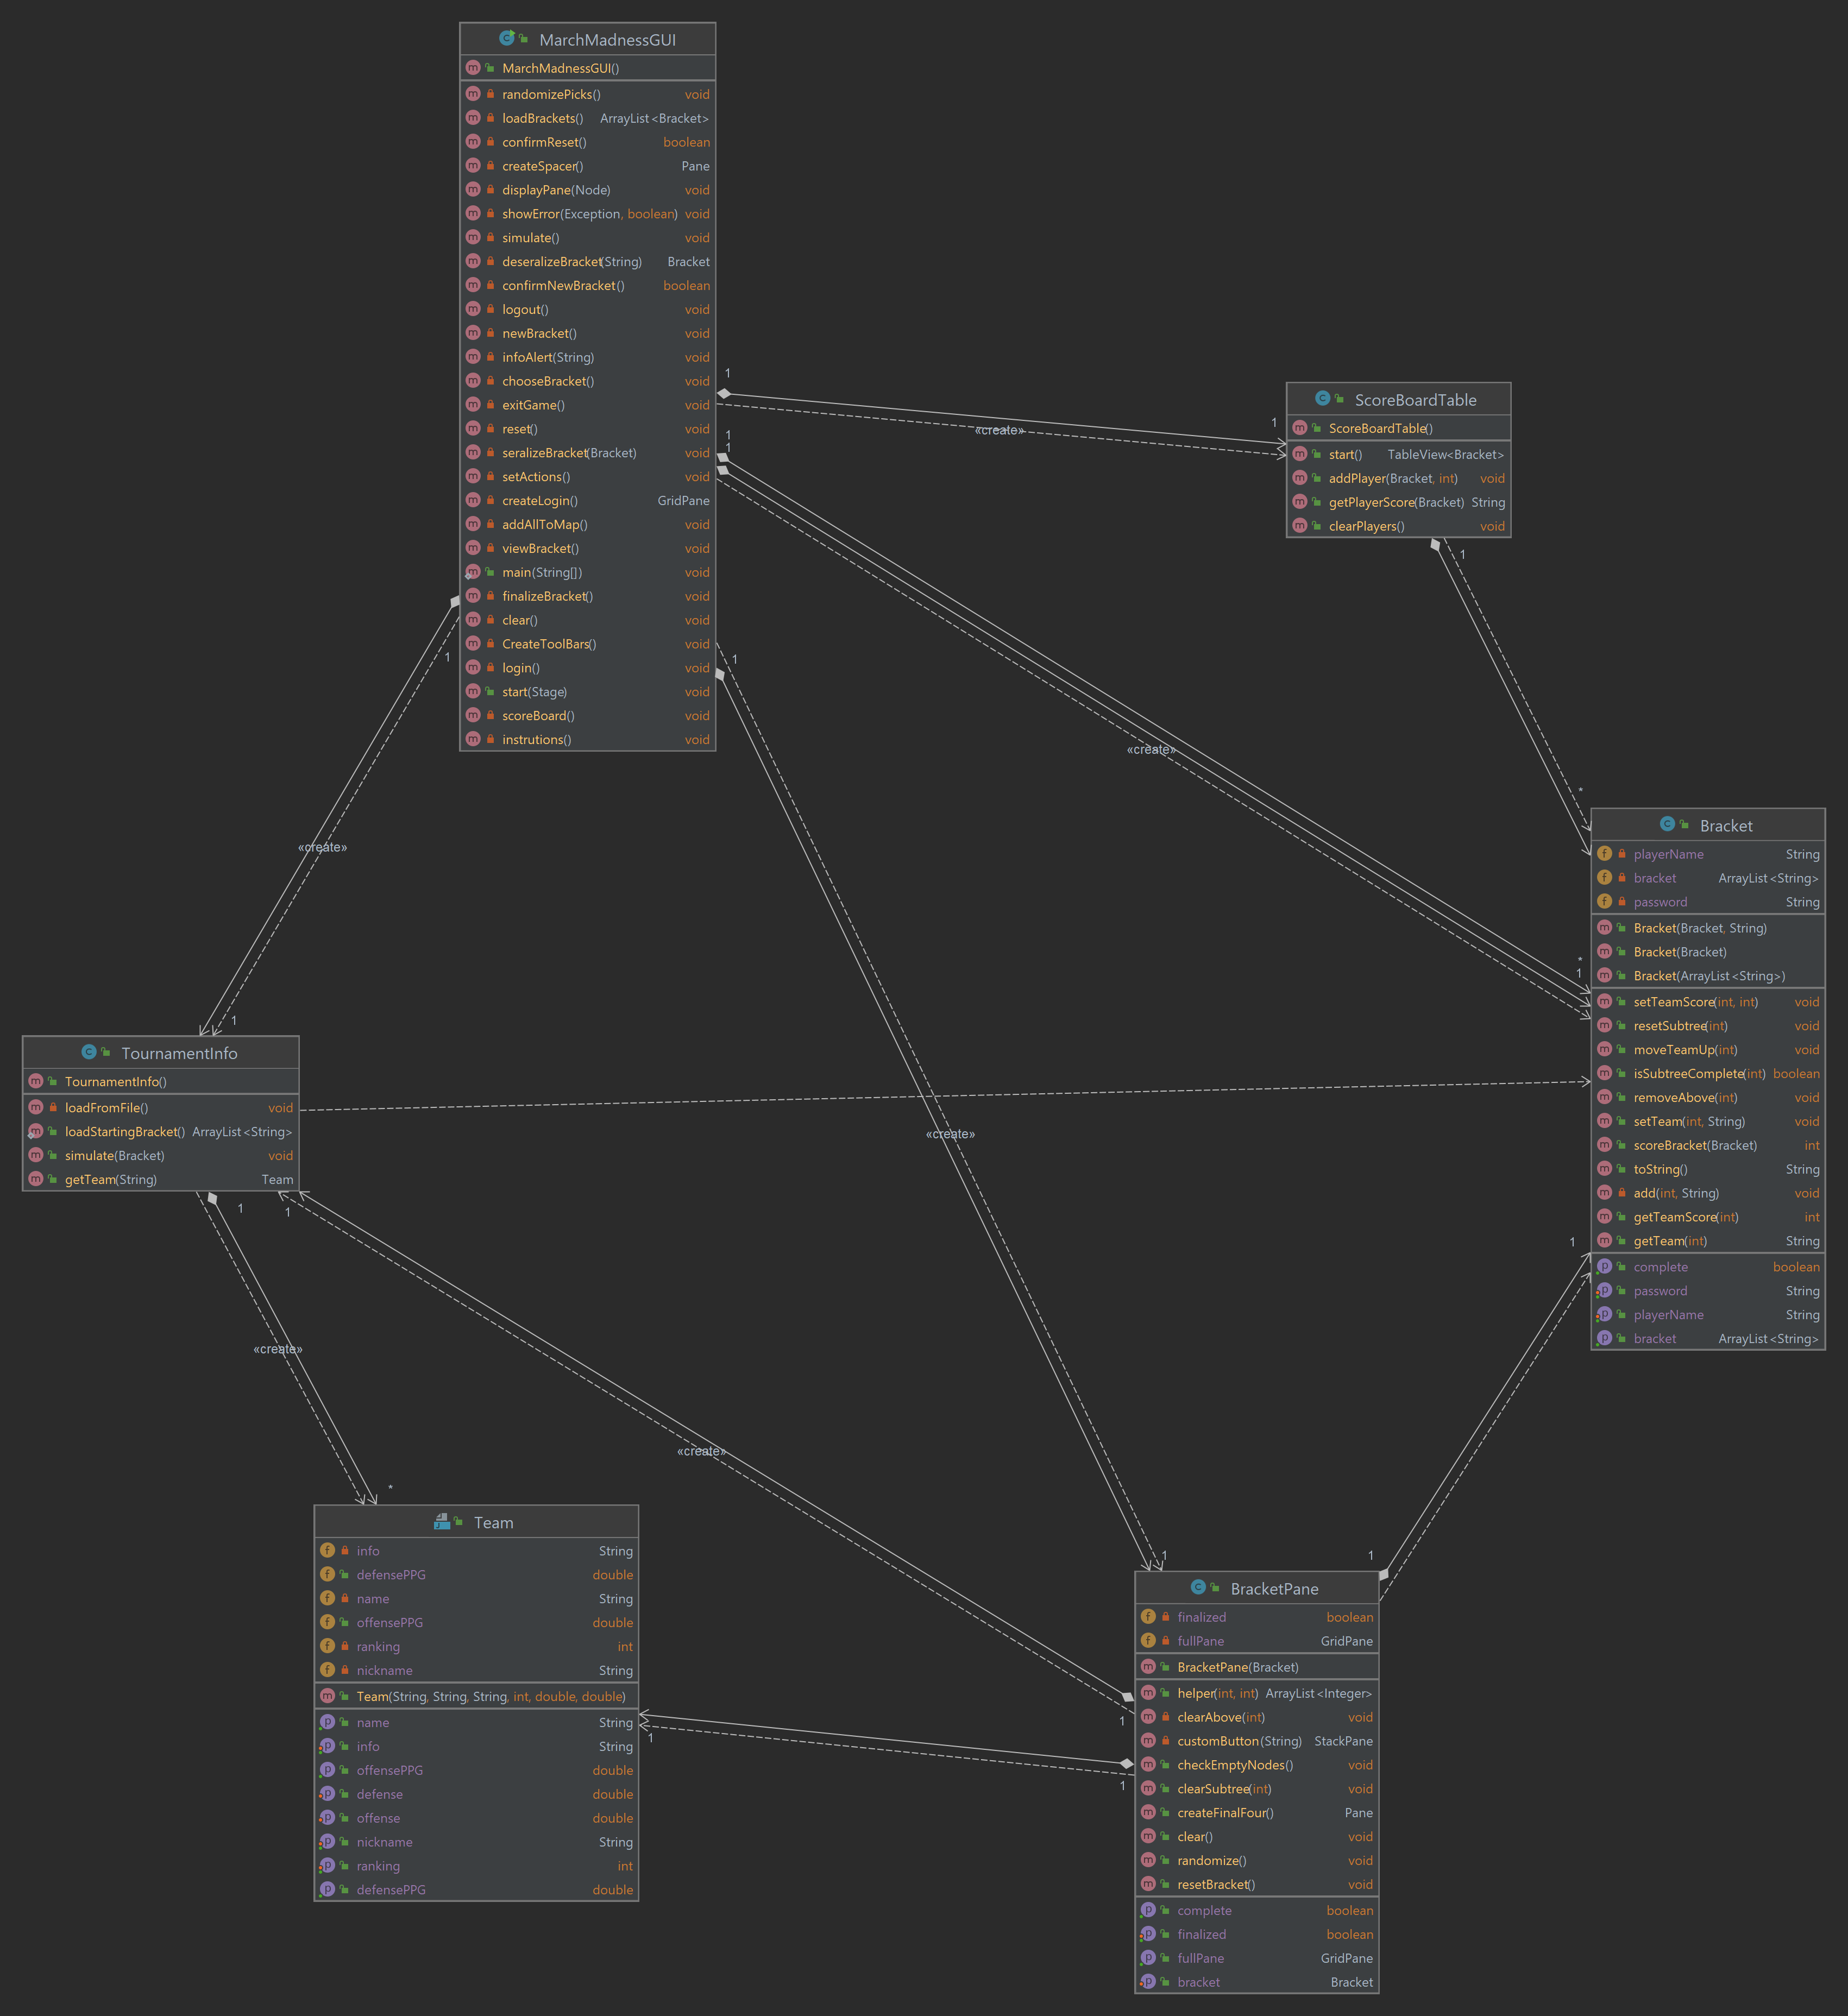 MarchMadnessGUI
MarchMadnessGUI()
randomizePicks() void
loadBrackets() ArrayList<Bracket>
confirmReset() boolean
createSpacer() Pane
displayPane(Node) void
showError(Exception, boolean) void
simulate() void
deseralizeBracket(String) Bracket
confirmNewBracket() boolean
logout() void
newBracket() void
infoAlert(String) void
chooseBracket() void
exitGame() void
reset() void
seralizeBracket(Bracket) void
setActions() void
createLogin() GridPane
addAllToMap() void
viewBracket() void
main(String[]) void
finalizeBracket() void
clear() void
CreateToolBars() void
login() void
start(Stage) void
scoreBoard() void
instrutions() void
1
1
«create»
1
1
ScoreBoardTable
ScoreBoardTable()
start() TableView<Bracket>
addPlayer(Bracket, int) void
getPlayerScore(Bracket) String
clearPlayers() void
1
*
1
1
«create»
«create»
*
1
Bracket
playerName String
bracket ArrayList<String>
password String
Bracket(Bracket, String)
Bracket(Bracket)
Bracket(ArrayList<String>)
setTeamScore(int, int) void
resetSubtree(int) void
moveTeamUp(int) void
isSubtreeComplete(int) boolean
removeAbove(int) void
setTeam(int, String) void
scoreBracket(Bracket) int
toString() String
add(int, String) void
getTeamScore(int) int
getTeam(int) String
complete boolean
password String
playerName String
bracket ArrayList<String>
1
TournamentInfo
TournamentInfo()
loadFromFile() void
loadStartingBracket() ArrayList<String>
simulate(Bracket) void
getTeam(String) Team
1
1
«create»
«create»
«create»
*
1
1
1
Team
info String
defensePPG double
name String
offensePPG double
ranking int
nickname String
Team(String, String, String, int, double, double)
name String
info String
offensePPG double
defense double
offense double
nickname String
ranking int
defensePPG double
1
1
1
BracketPane
finalized boolean
fullPane GridPane
BracketPane(Bracket)
helper(int, int) ArrayList<Integer>
clearAbove(int) void
customButton(String) StackPane
checkEmptyNodes() void
clearSubtree(int) void
createFinalFour() Pane
clear() void
randomize() void
resetBracket() void
complete boolean
finalized boolean
fullPane GridPane
bracket Bracket